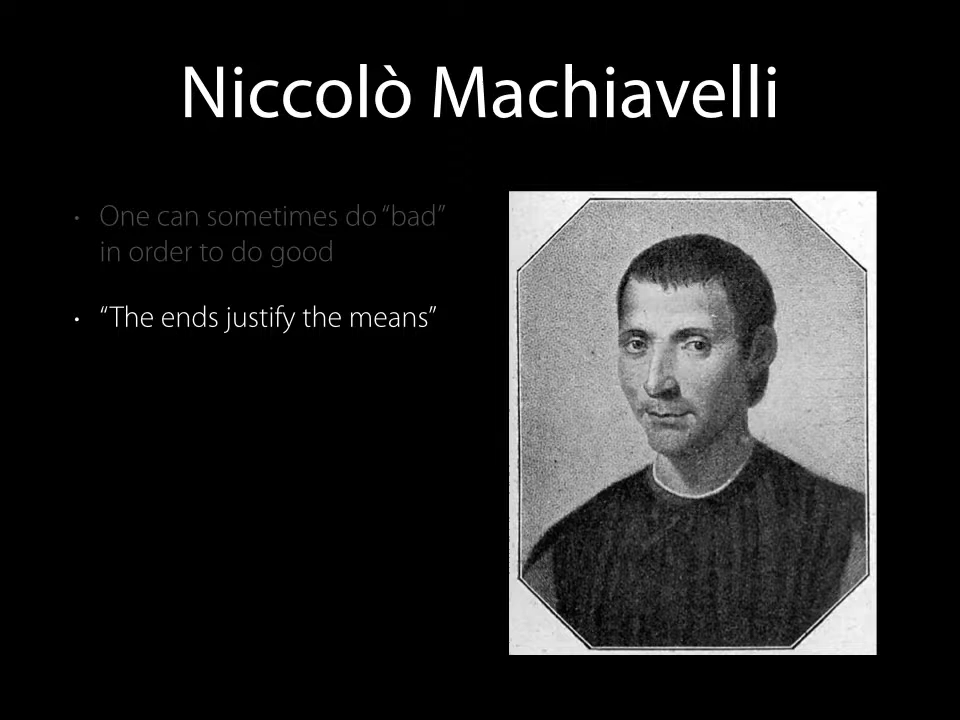 Niccolò Machiavelli
• One can sometimes do “bad”
in order to do good
• “The ends justify the means”